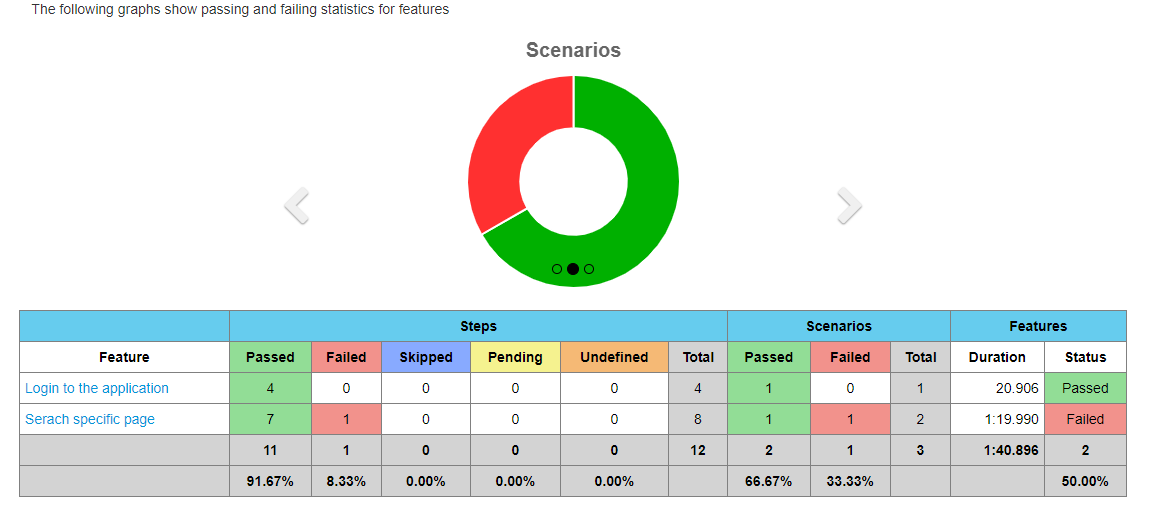 The following graphs show passing and failing statistics for features
Scenarios
Steps Scenarios Features
Feature Passed Failed Skipped Pending Undefined Total Passed Failed Total Duration Status
Login to the application 4 0 0 0 0 4 1 0 1 20.906 Passed
Serach specific page 7 1 0 0 0 8 1 1 2 1:19.990 Failed
11 1 0 0 0 12 2 1 3 1:40.896 2
91.67% 8.33% 0.00% 0.00% 0.00% 66.67% 33.33% 50.00%